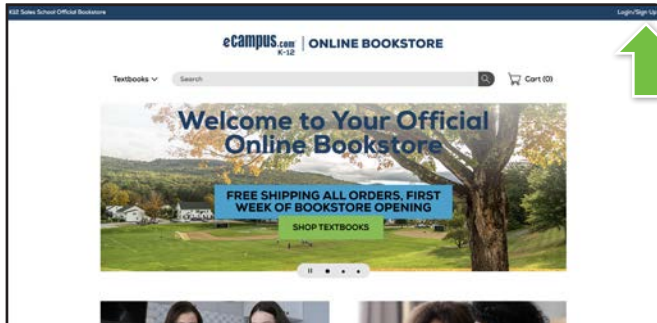 K12 Sales School Official Bookstore
Login/Sign Up
eCampus.com K-12 | ONLINE BOOKSTORE
Textbooks
Search
Cart (0)
Welcome to Your Official
Online Bookstore
FREE SHIPPING ALL ORDERS, FIRST
WEEK OF BOOKSTORE OPENING
SHOP TEXTBOOKS